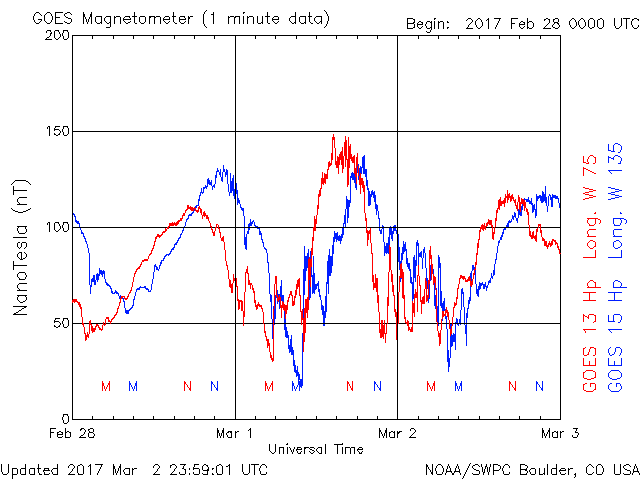 GOES Magnetometer (1 minute data)
Begin: 2017 Feb 28 0000 UTC
200
150
100
50
0
NanoTesla (nT)
M M N N M M N N M M N N
Feb 28 Mar 1 Mar 2 Mar 3
Universal Time
GOES 13 Hp Long. W 75
GOES 15 Hp Long. W 135
Updated 2017 Mar 2 23:59:01 UTC
NOAA/SWPC Boulder, CO USA